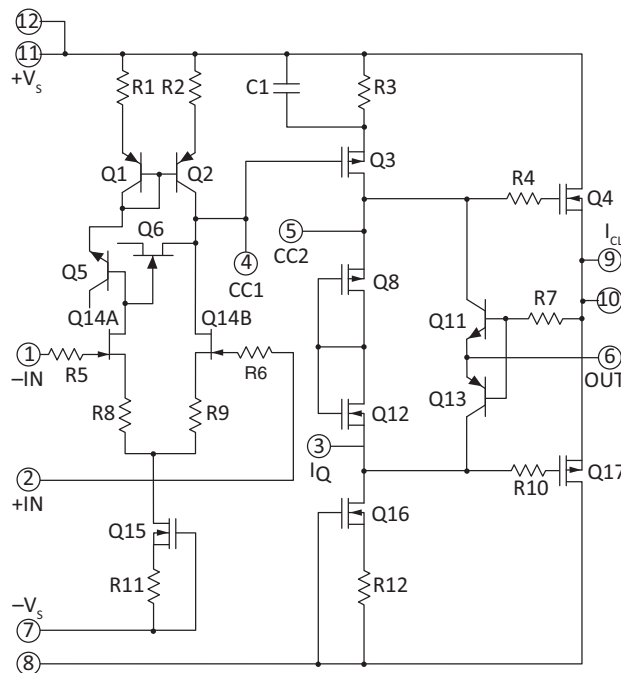 12
11
+Vs
R1
R2
C1
R3
Q1
Q2
Q3
R4
Q4
Q6
4
CC1
5
CC2
ICL
9
Q5
Q8
10
Q14A
Q14B
Q11
R7
1
–IN
R5
R6
6
OUT
Q13
R8
R9
Q12
3
IQ
2
+IN
R10
Q17
Q15
Q16
R11
R12
–Vs
7
8